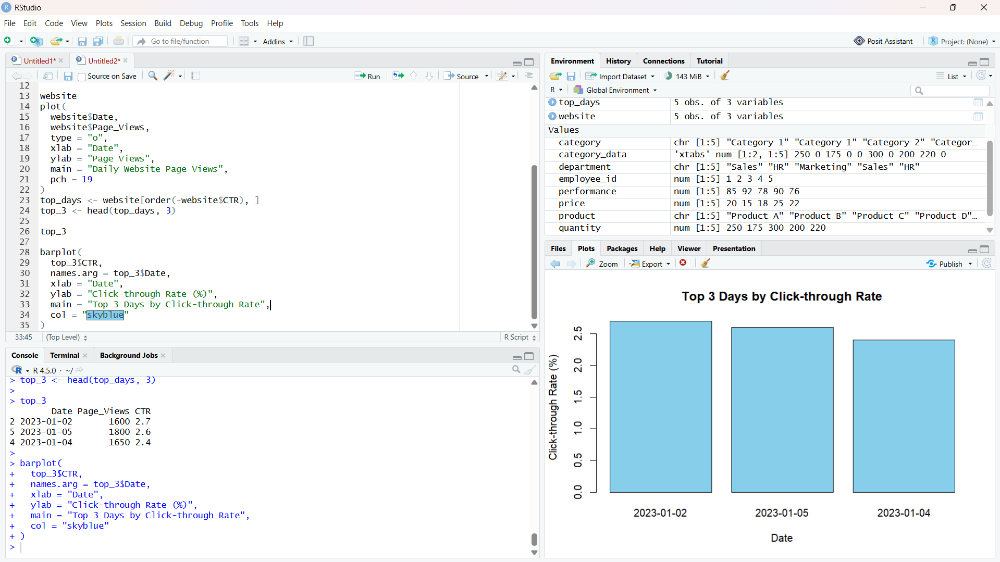 RStudio
File Edit Code View Plots Session Build Debug Profile Tools Help
Go to file/function Addins Posit Assistant Project: (None)
Untitled1* Untitled2*
Source on Save Run Source
12
13 website
14 plot(
15 website$Date,
16 website$Page_Views,
17 type = "o",
18 xlab = "Date",
19 ylab = "Page Views",
20 main = "Daily Website Page Views",
21 pch = 19
22 )
23 top_days <- website[order(-website$CTR), ]
24 top_3 <- head(top_days, 3)
25
26 top_3
27
28 barplot(
29 top_3$CTR,
30 names.arg = top_3$Date,
31 xlab = "Date",
32 ylab = "Click-through Rate (%)",
33 main = "Top 3 Days by Click-through Rate",
34 col = "skyblue"
35 )
33:45 (Top Level) R Script
Console Terminal Background Jobs
R 4.5.0 · ~/
> top_3 <- head(top_days, 3)
>
> top_3
Date Page_Views CTR
2 2023-01-02 1600 2.7
5 2023-01-05 1800 2.6
4 2023-01-04 1650 2.4
>
> barplot(
+ top_3$CTR,
+ names.arg = top_3$Date,
+ xlab = "Date",
+ ylab = "Click-through Rate (%)",
+ main = "Top 3 Days by Click-through Rate",
+ col = "skyblue"
+ )
>
Environment History Connections Tutorial
Import Dataset 143 MiB List
R Global Environment
top_days 5 obs. of 3 variables
website 5 obs. of 3 variables
Values
category chr [1:5] "Category 1" "Category 1" "Category 2" "Categor…
category_data 'xtabs' num [1:2, 1:5] 250 0 175 0 0 300 0 200 220 0
department chr [1:5] "Sales" "HR" "Marketing" "Sales" "HR"
employee_id num [1:5] 1 2 3 4 5
performance num [1:5] 85 92 78 90 76
price num [1:5] 20 15 18 25 22
product chr [1:5] "Product A" "Product B" "Product C" "Product D"…
quantity num [1:5] 250 175 300 200 220
Files Plots Packages Help Viewer Presentation
Zoom Export Publish
Top 3 Days by Click-through Rate
Click-through Rate (%)
2.5
2.0
1.5
1.0
0.5
0.0
2023-01-02 2023-01-05 2023-01-04
Date